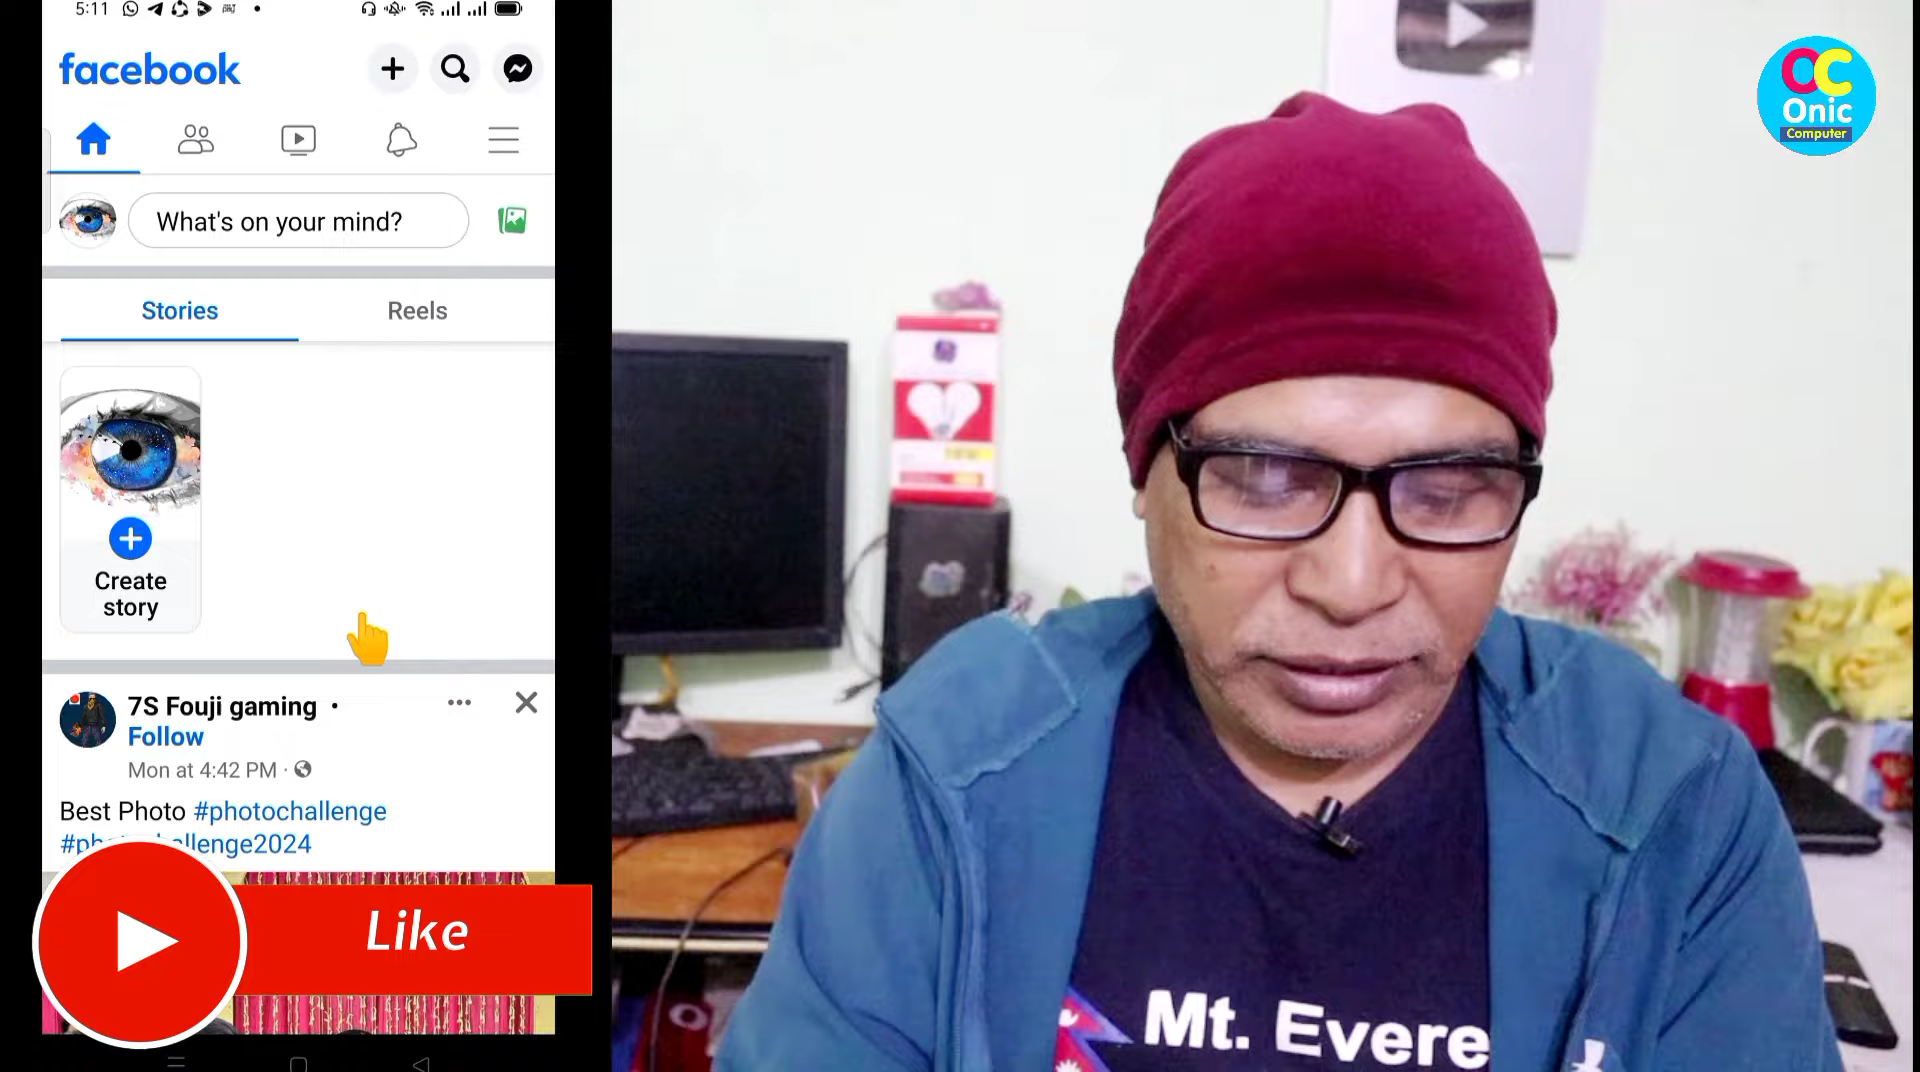 5:11
facebook
What's on your mind?
Stories
Reels
Create
story
7S Fouji gaming •
Follow
Mon at 4:42 PM ·
Best Photo #photochallenge
Like
OC
Onic
Computer
Mt. Evere